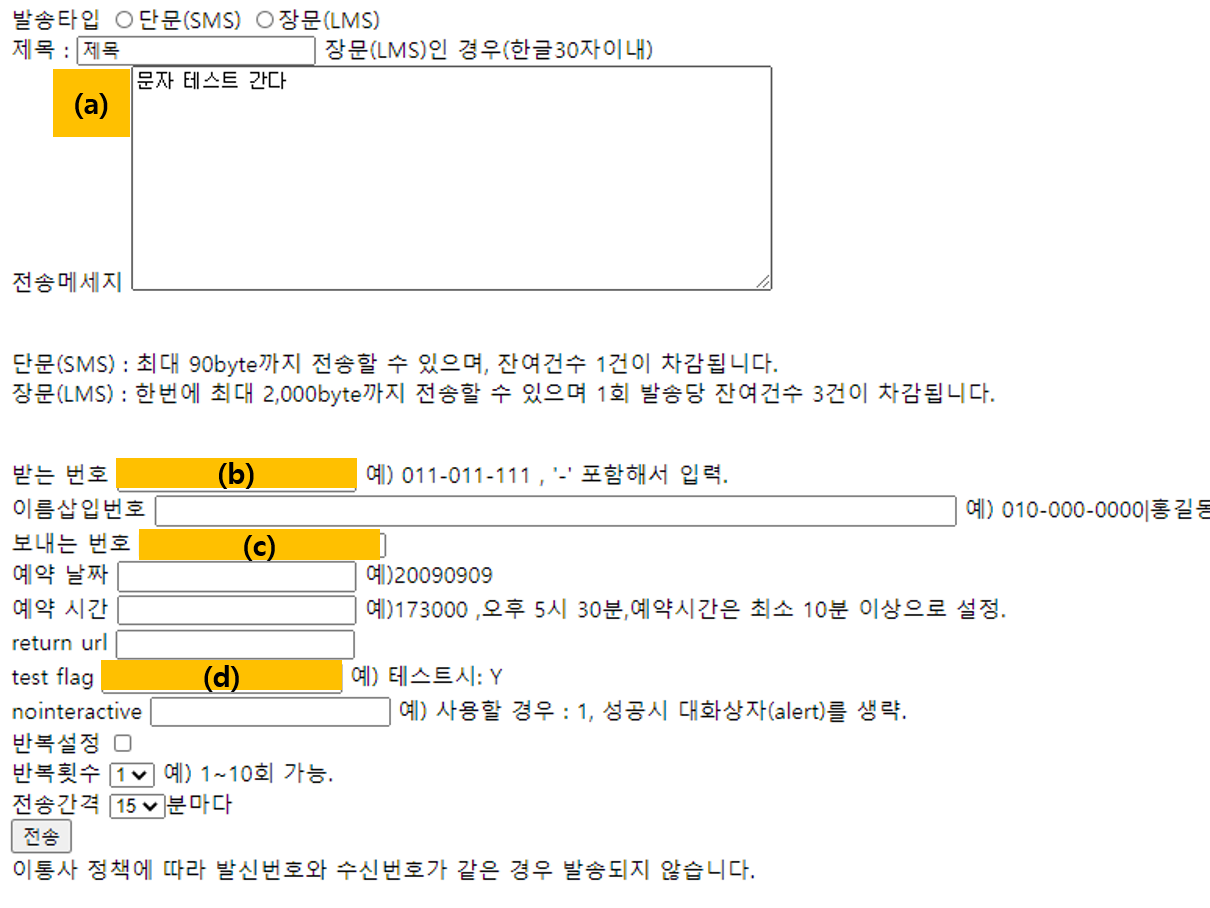 발송타입 단문(SMS) 장문(LMS)
제목 : 제목 장문(LMS)인 경우(한글30자이내)
(a) 문자 테스트 간다
전송메세지
단문(SMS) : 최대 90byte까지 전송할 수 있으며, 잔여건수 1건이 차감됩니다.
장문(LMS) : 한번에 최대 2,000byte까지 전송할 수 있으며 1회 발송당 잔여건수 3건이 차감됩니다.
받는 번호 (b) 예) 011-011-111 , '-' 포함해서 입력.
이름삽입번호 예) 010-000-0000|홍길동
보내는 번호 (c)
예약 날짜 예)20090909
예약 시간 예)173000 ,오후 5시 30분,예약시간은 최소 10분 이상으로 설정.
return url
test flag (d) 예) 테스트시: Y
nointeractive 예) 사용할 경우 : 1, 성공시 대화상자(alert)를 생략.
반복설정
반복횟수 1 예) 1~10회 가능.
전송간격 15 분마다
전송
이통사 정책에 따라 발신번호와 수신번호가 같은 경우 발송되지 않습니다.